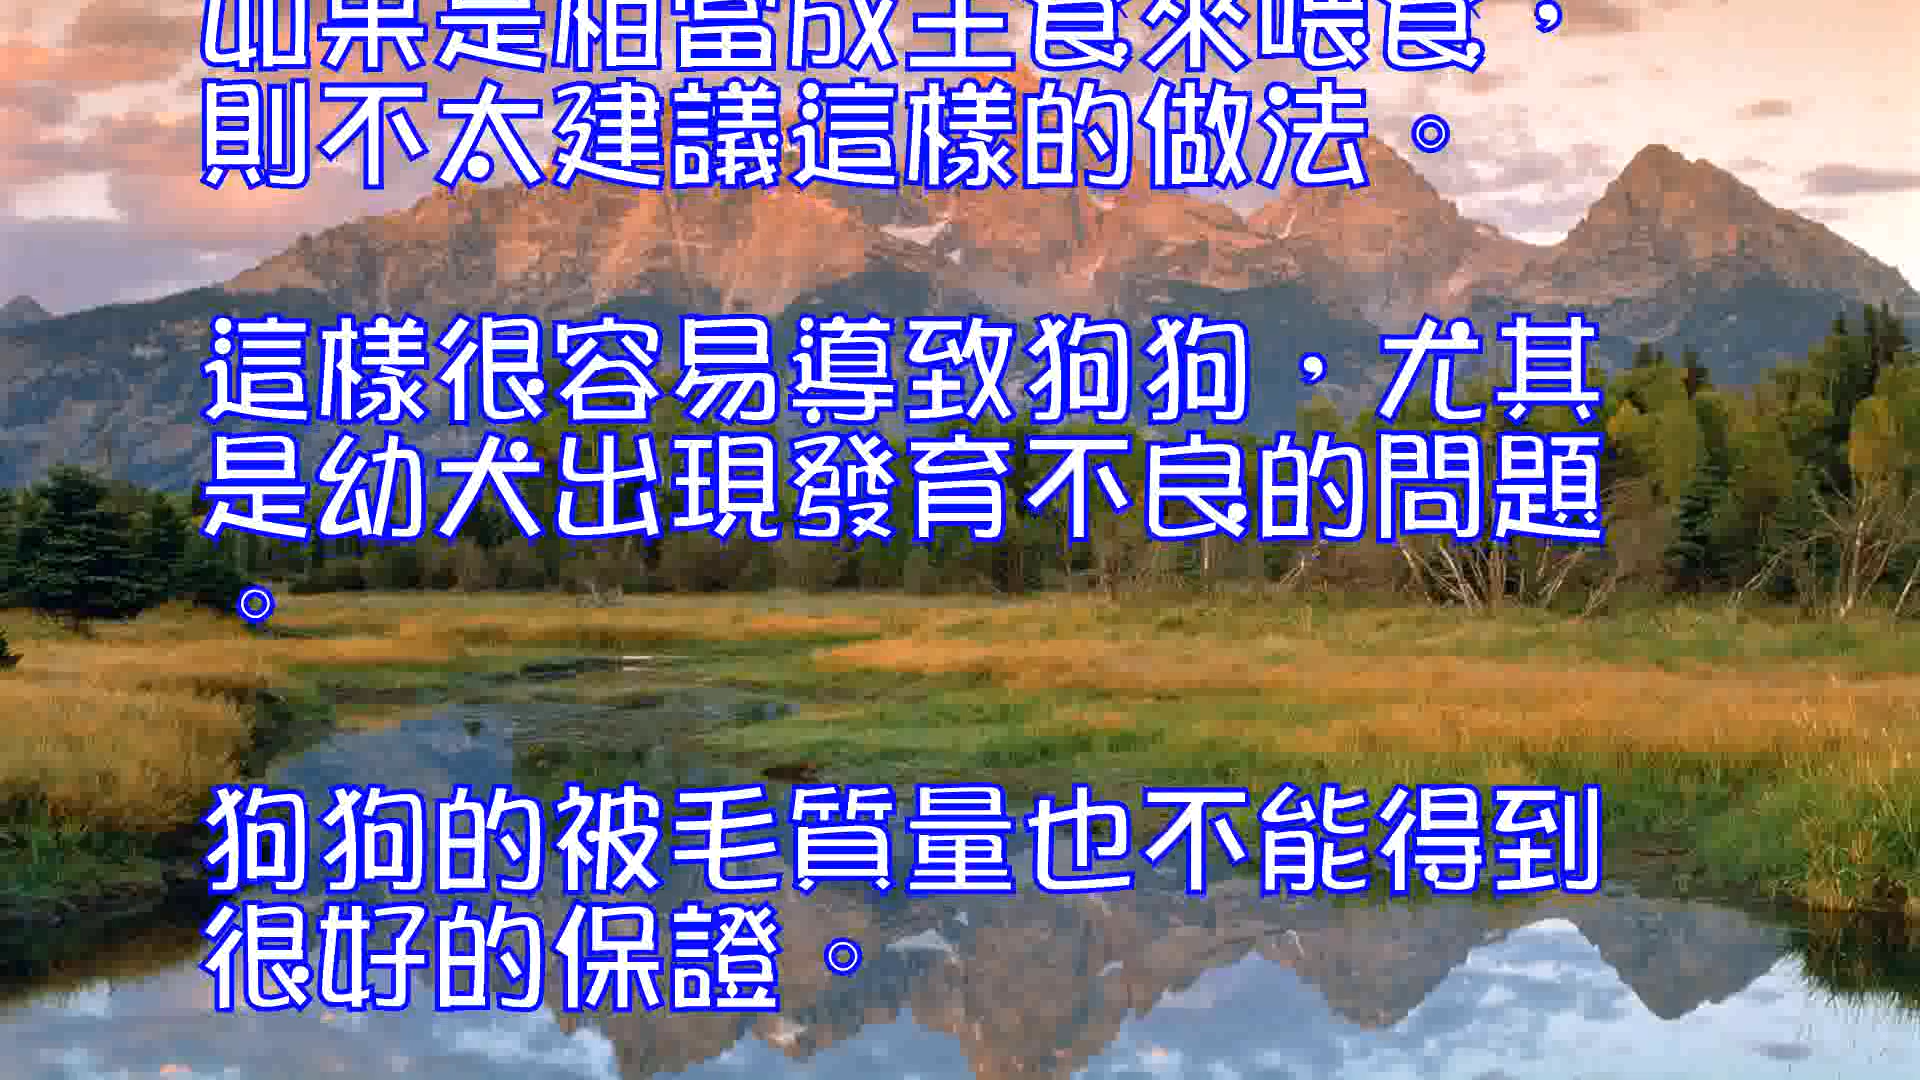 如果是相當成主食來喂食，
則不太建議這樣的做法。
這樣很容易導致狗狗，尤其
是幼犬出現發育不良的問題
。
狗狗的被毛質量也不能得到
很好的保證。